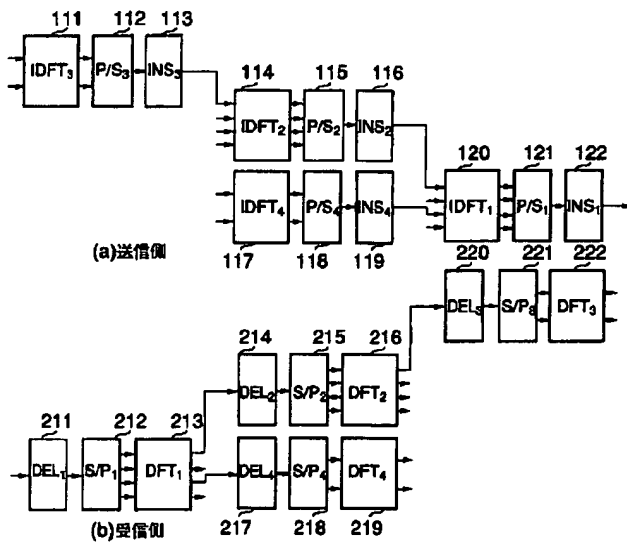 111 112 113
IDFT₃ P/S₃ INS₃
114 115 116
IDFT₂ P/S₂ INS₂
120 121 122
IDFT₄ P/S₄ INS₄
IDFT₁ P/S₁ INS₁
(a)送信側
117 118 119
220 221 222
DEL₃ S/P₃ DFT₃
214 215 216
DEL₂ S/P₂ DFT₂
211 212 213
DEL₁ S/P₁ DFT₁
DEL₄ S/P₄ DFT₄
(b)受信側
217 218 219